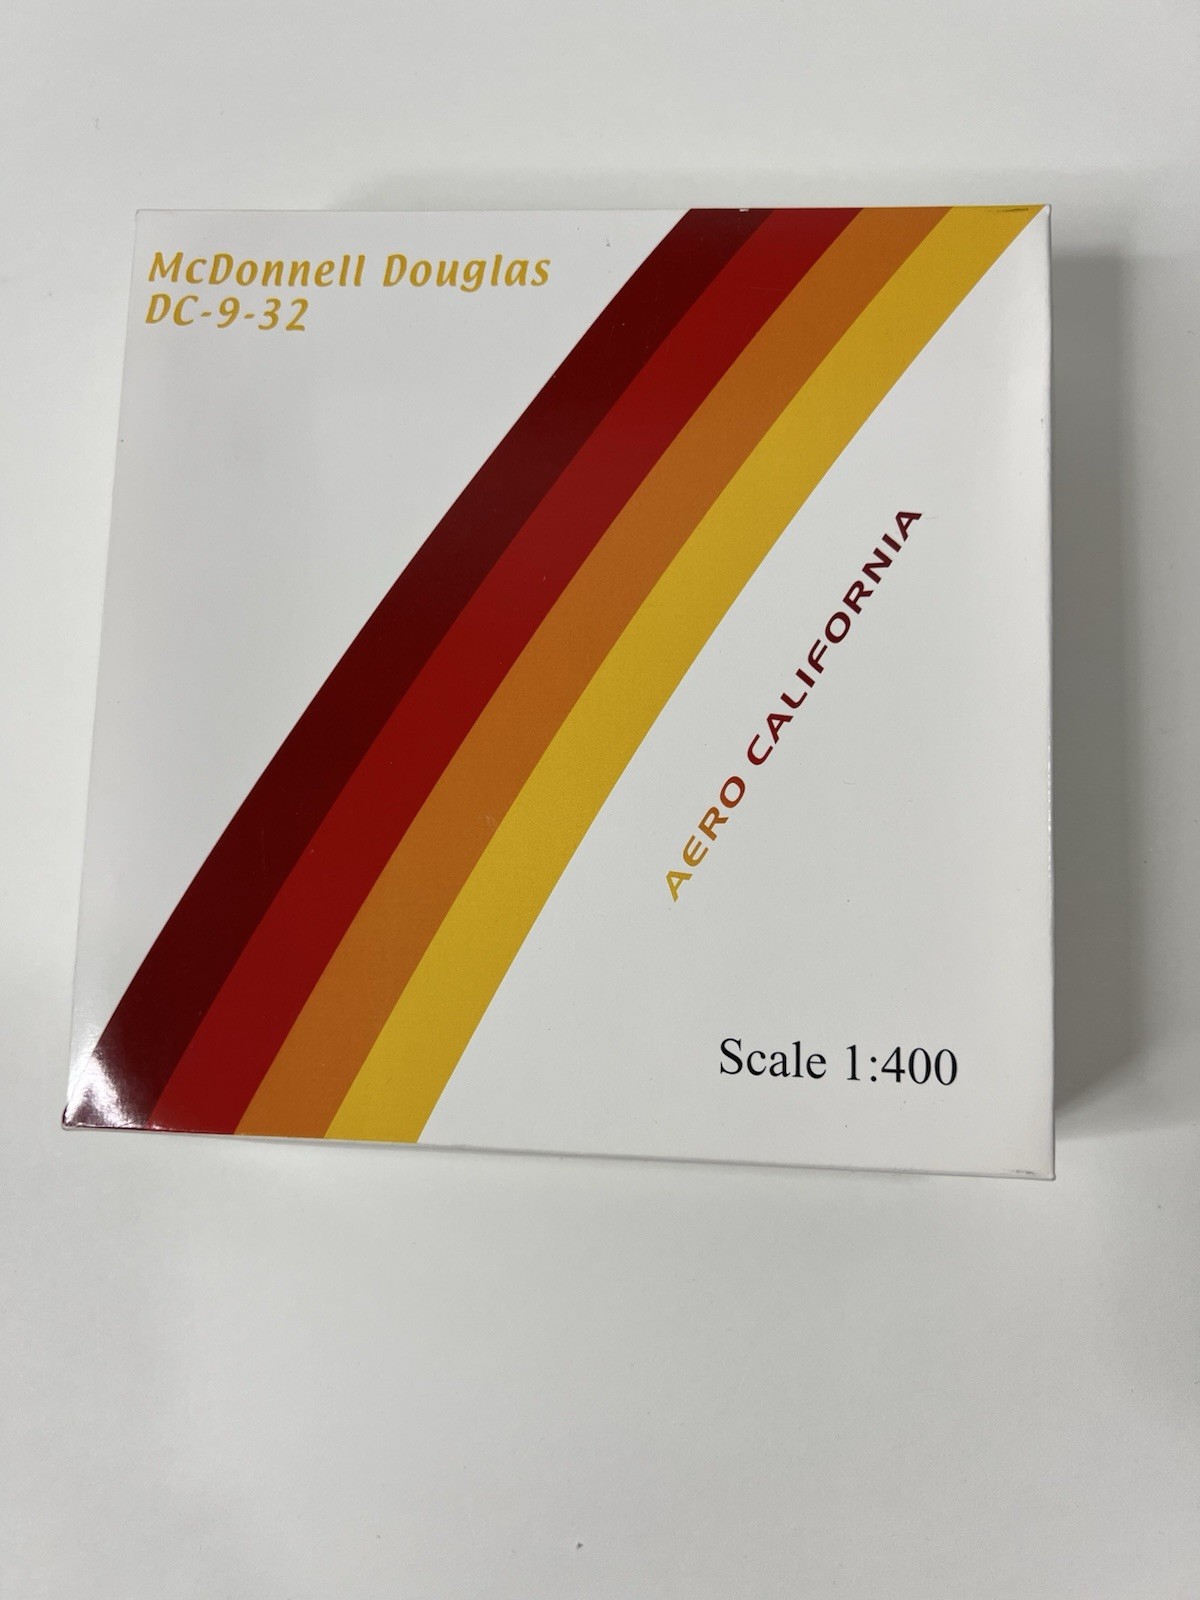 McDonnell Douglas
DC-9-32
AERO CALIFORNIA
Scale 1:400